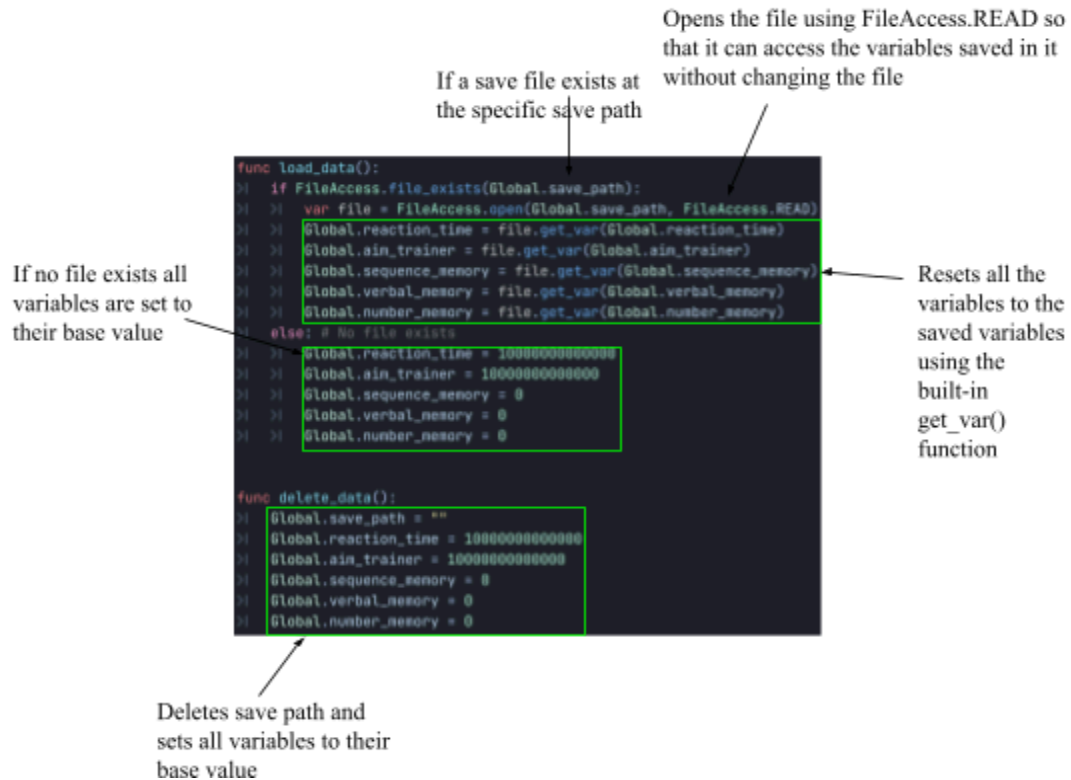 Opens the file using FileAccess.READ so
that it can access the variables saved in it
without changing the file
If a save file exists at
the specific save path
func load_data():
if FileAccess.file_exists(Global.save_path):
var file = FileAccess.open(Global.save_path, FileAccess.READ)
Global.reaction_time = file.get_var(Global.reaction_time)
Global.aim_trainer = file.get_var(Global.aim_trainer)
Global.sequence_memory = file.get_var(Global.sequence_memory)
Global.verbal_memory = file.get_var(Global.verbal_memory)
Global.number_memory = file.get_var(Global.number_memory)
else: # No file exists
Global.reaction_time = 10000000000000
Global.aim_trainer = 10000000000000
Global.sequence_memory = 0
Global.verbal_memory = 0
Global.number_memory = 0
If no file exists all
variables are set to
their base value
Resets all the
variables to the
saved variables
using the
built-in
get_var()
function
func delete_data():
Global.save_path = ""
Global.reaction_time = 10000000000000
Global.aim_trainer = 10000000000000
Global.sequence_memory = 0
Global.verbal_memory = 0
Global.number_memory = 0
Deletes save path and
sets all variables to their
base value